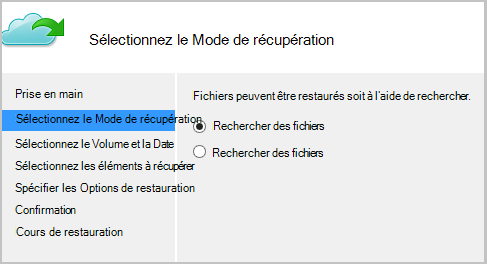 Sélectionnez le Mode de récupération
Prise en main
Sélectionnez le Mode de récupération
Sélectionnez le Volume et la Date
Sélectionnez les éléments à récupérer
Spécifier les Options de restauration
Confirmation
Cours de restauration
Fichiers peuvent être restaurés soit à l'aide de rechercher.
Rechercher des fichiers
Rechercher des fichiers